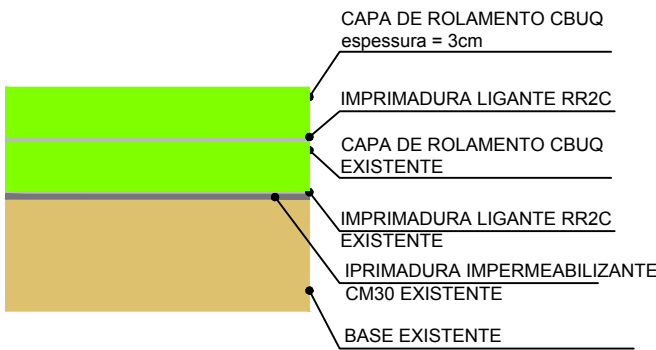 CAPA DE ROLAMENTO CBUQ
espessura = 3cm
IMPRIMADURA LIGANTE RR2C
CAPA DE ROLAMENTO CBUQ
EXISTENTE
IMPRIMADURA LIGANTE RR2C
EXISTENTE
IPRIMADURA IMPERMEABILIZANTE
CM30 EXISTENTE
BASE EXISTENTE